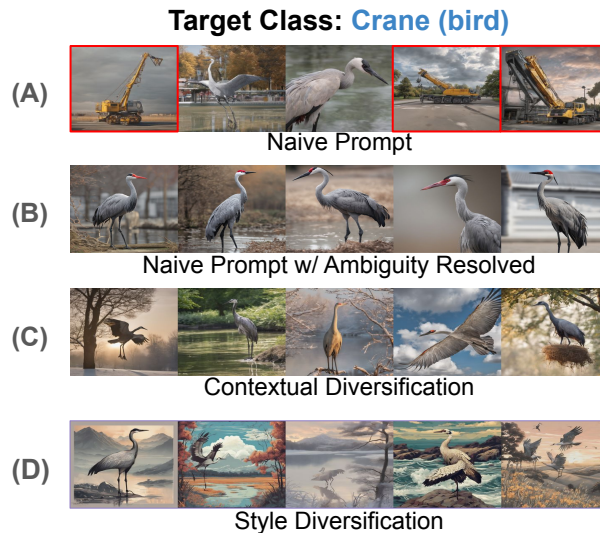 Target Class: Crane (bird)
(A)
Naive Prompt
(B)
Naive Prompt w/ Ambiguity Resolved
(C)
Contextual Diversification
(D)
Style Diversification